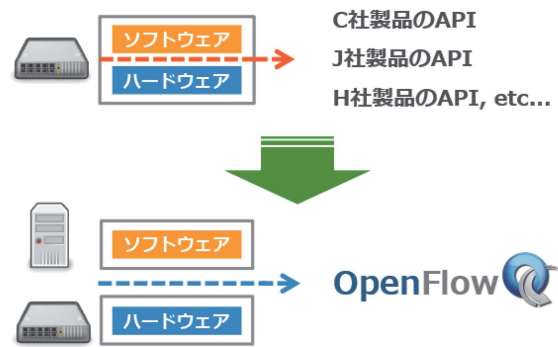 ソフトウェア
ハードウェア
C社製品のAPI
J社製品のAPI
H社製品のAPI, etc...
ソフトウェア
OpenFlow
ハードウェア